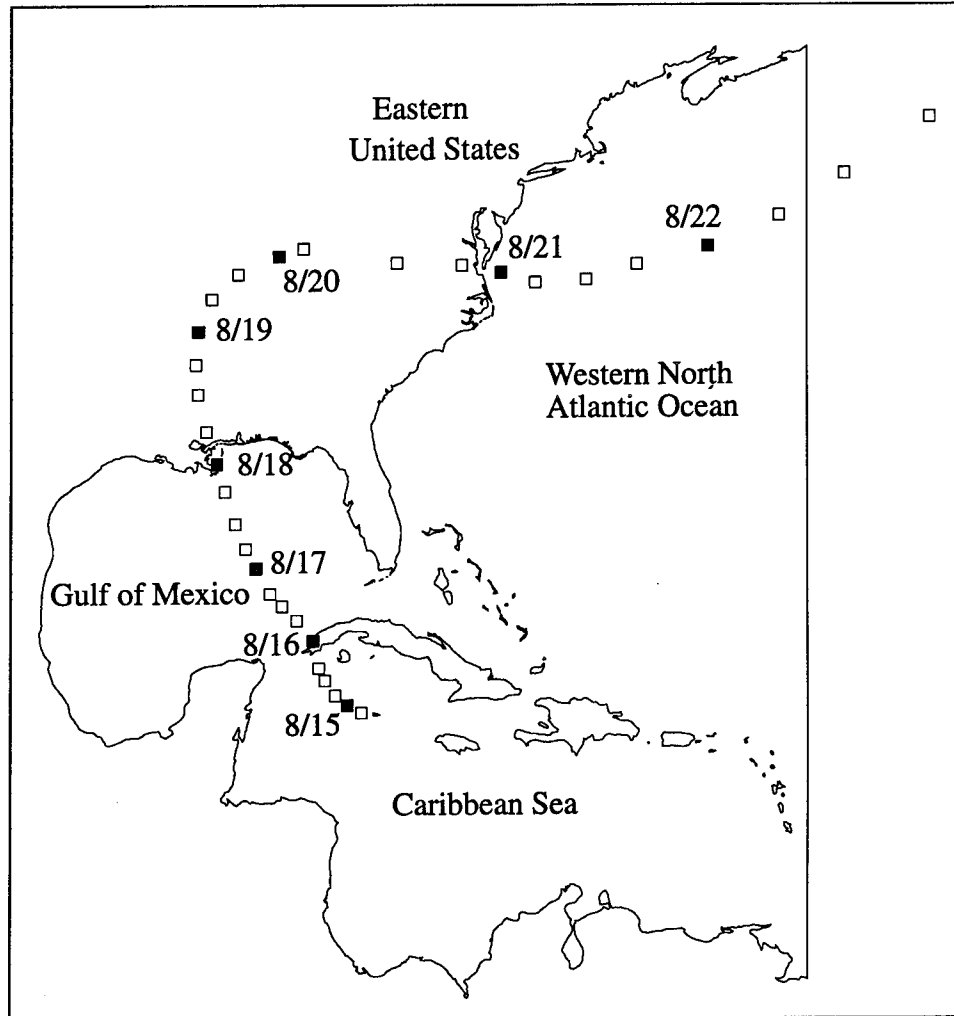 Eastern
United States
8/22
8/21
8/20
8/19
Western North
Atlantic Ocean
8/18
8/17
Gulf of Mexico
8/16
8/15
Caribbean Sea